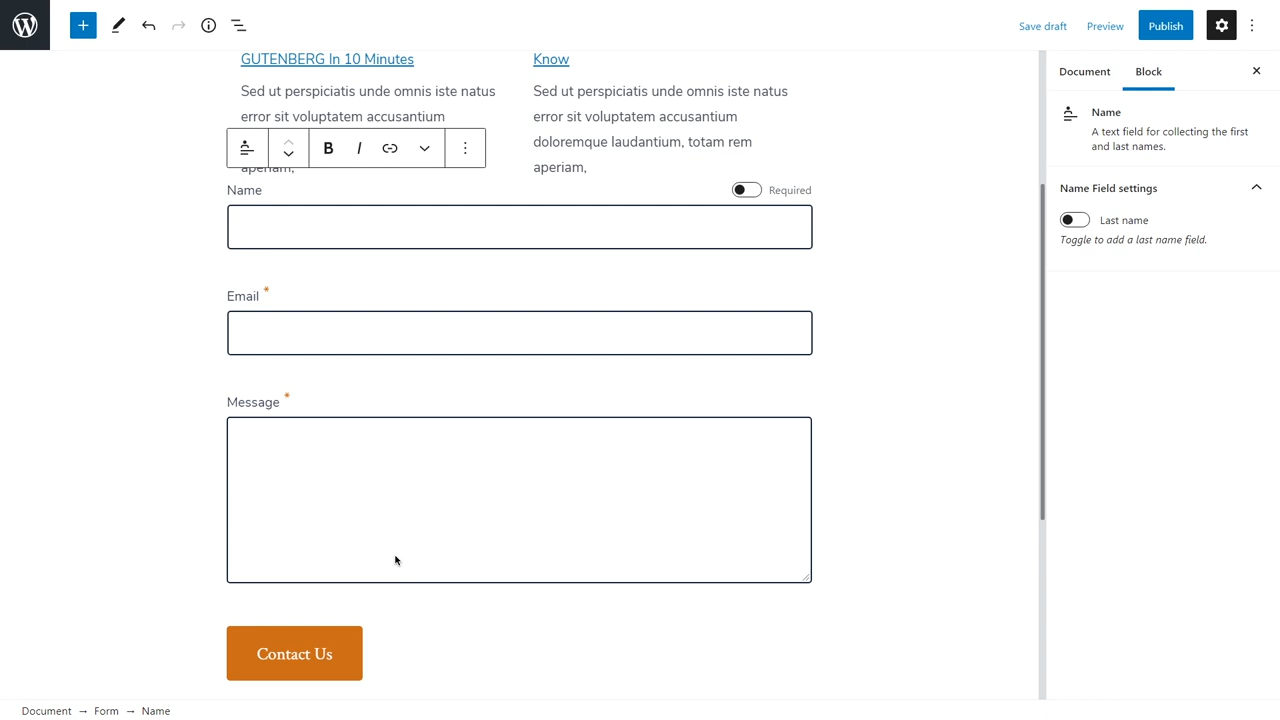 Save draft
Preview
Publish
GUTENBERG In 10 Minutes
Know
Sed ut perspiciatis unde omnis iste natus
error sit voluptatem accusantium
aperiam,
Sed ut perspiciatis unde omnis iste natus
error sit voluptatem accusantium
doloremque laudantium, totam rem
aperiam,
B I
Name
Required
Email *
Message *
Contact Us
Document
Block
Name
A text field for collecting the first
and last names.
Name Field settings
Last name
Toggle to add a last name field.
Document → Form → Name